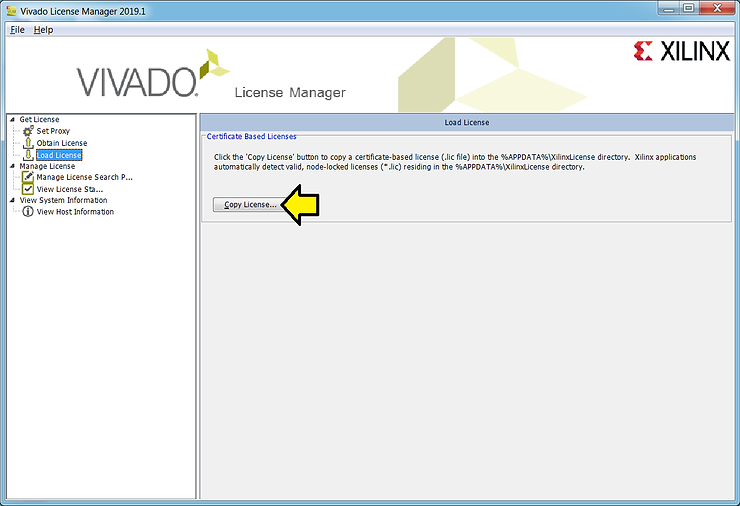 Vivado License Manager 2019.1
File Help
XILINX
VIVADO. License Manager
Get License
Set Proxy
Obtain License
Load License
Manage License
Manage License Search P...
View License Sta...
View System Information
View Host Information
Load License
Certificate Based Licenses
Click the 'Copy License' button to copy a certificate-based license (.lic file) into the %APPDATA%\XilinxLicense directory. Xilinx applications
automatically detect valid, node-locked licenses (*.lic) residing in the %APPDATA%\XilinxLicense directory.
Copy License...